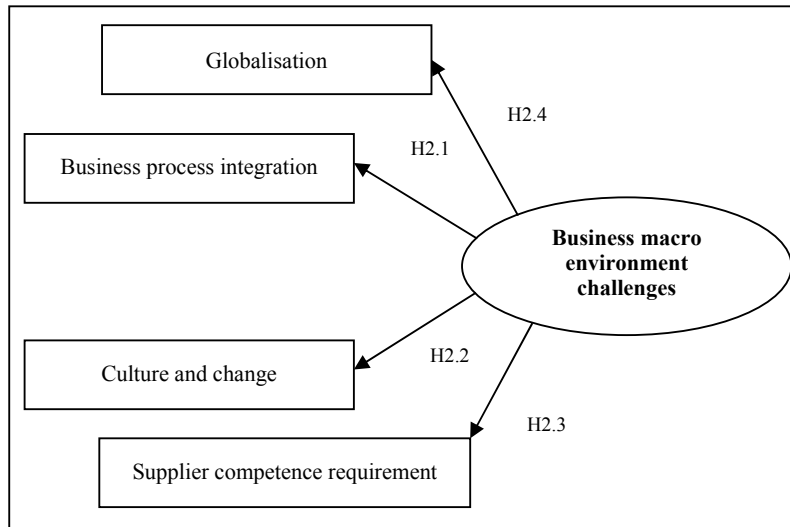 Globalisation
H2.4
H2.1
Business process integration
Business macro
environment
challenges
H2.2
Culture and change
H2.3
Supplier competence requirement